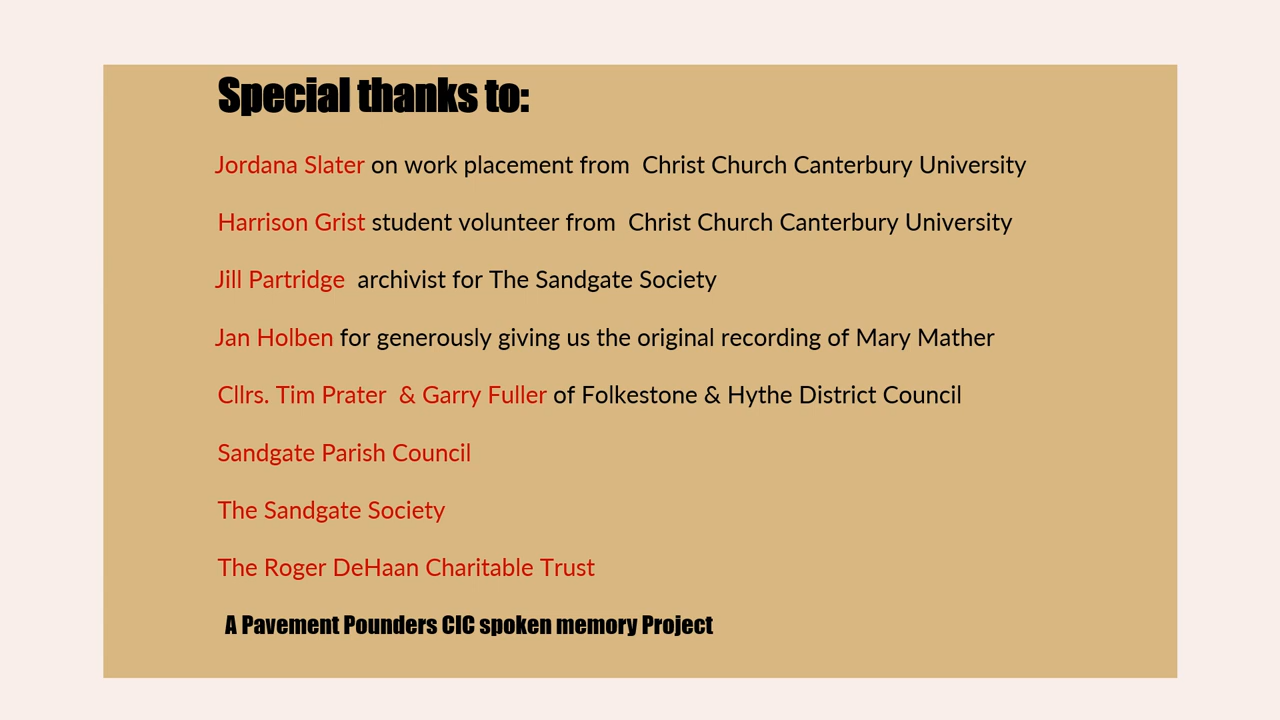 Special thanks to:
Jordana Slater on work placement from  Christ Church Canterbury University
Harrison Grist student volunteer from  Christ Church Canterbury University
Jill Partridge  archivist for The Sandgate Society
Jan Holben for generously giving us the original recording of Mary Mather
Cllrs. Tim Prater  & Garry Fuller of Folkestone & Hythe District Council
Sandgate Parish Council
The Sandgate Society
The Roger DeHaan Charitable Trust
A Pavement Pounders CIC spoken memory Project